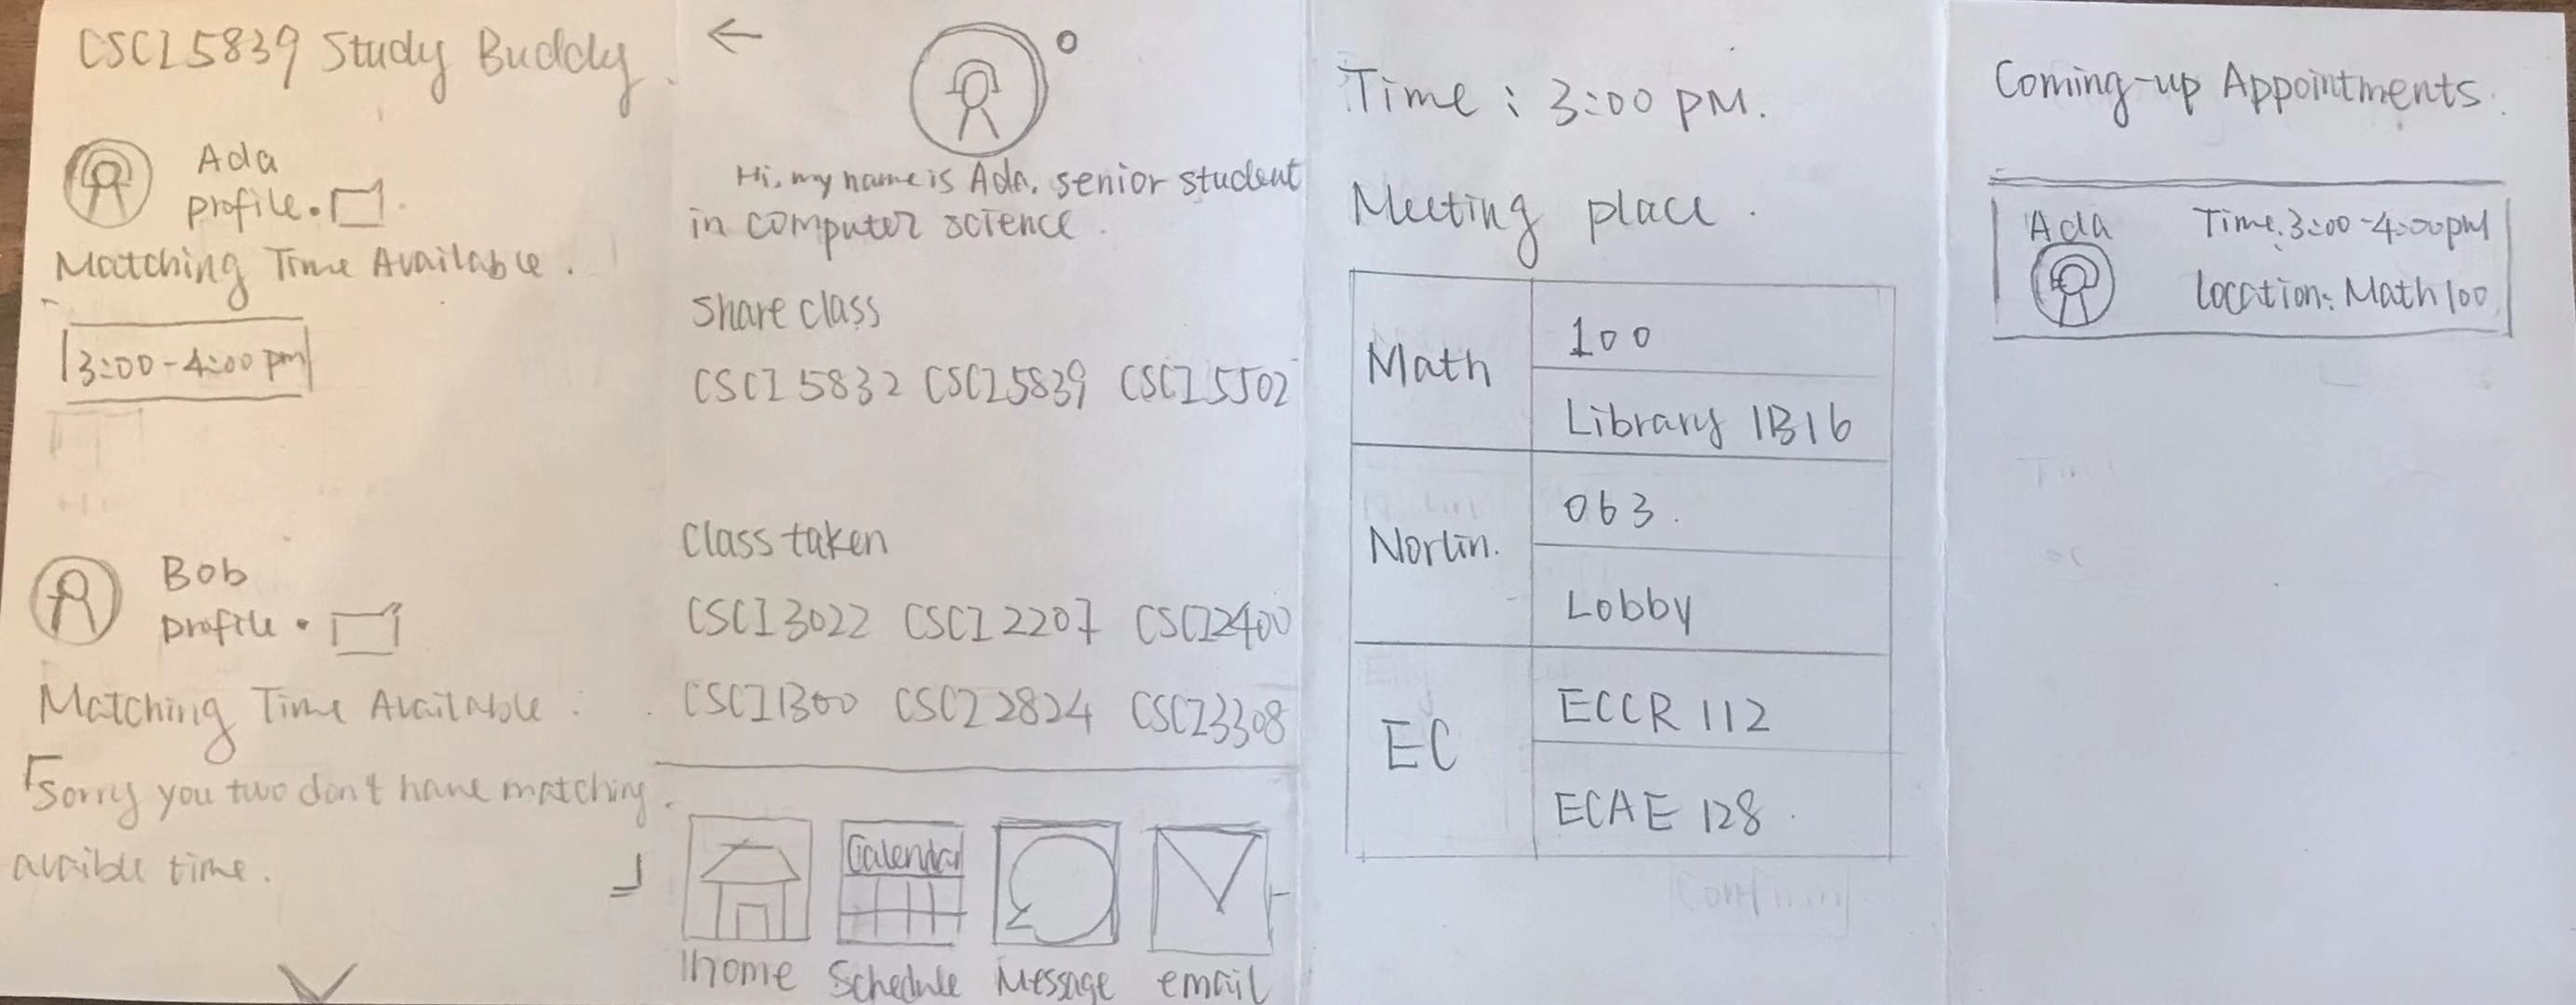 CSCI 5839 Study Buddy.
Ada
profile.
Matching Time Available.
3:00-4:00 pm
Bob
profile.
Matching Time Available:
「Sorry you two don't have matching.
avaible time. 」
←
Hi, my name is Ada, senior student
in computer science.
Share class
CSCI 5832 CSCI 5839 CSCI 5502
Class taken
CSCI 3022 CSCI 2207 CSCI 2400
CSCI 1300 CSCI 2824 CSCI 3308
Calendar
home Schedule Message email
Time : 3:00 PM.
Meeting place.
Math
100
Library 1B16
Norlin.
063.
Lobby
EC
ECCR 112
ECAE 128.
Confirm
Coming-up Appointments.
Ada Time: 3:00-4:00pm
Location: Math 100